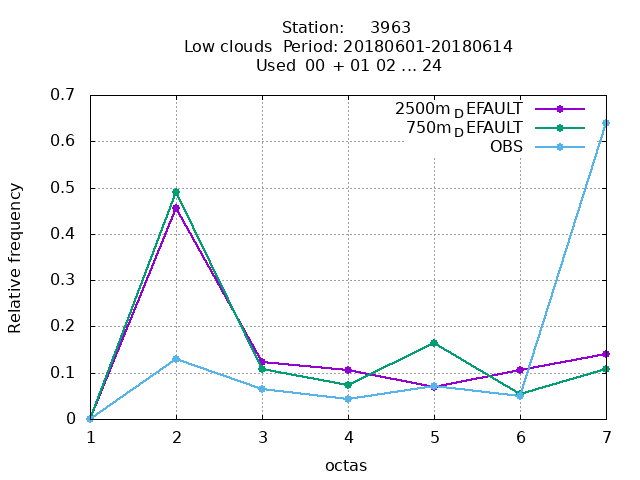 Station: 3963
Low clouds Period: 20180601-20180614
Used 00 + 01 02 ... 24
0.7
2500m_DEFAULT
750m_DEFAULT
OBS
0.6
0.5
0.4
0.3
0.2
0.1
0
Relative frequency
1 2 3 4 5 6 7
octas